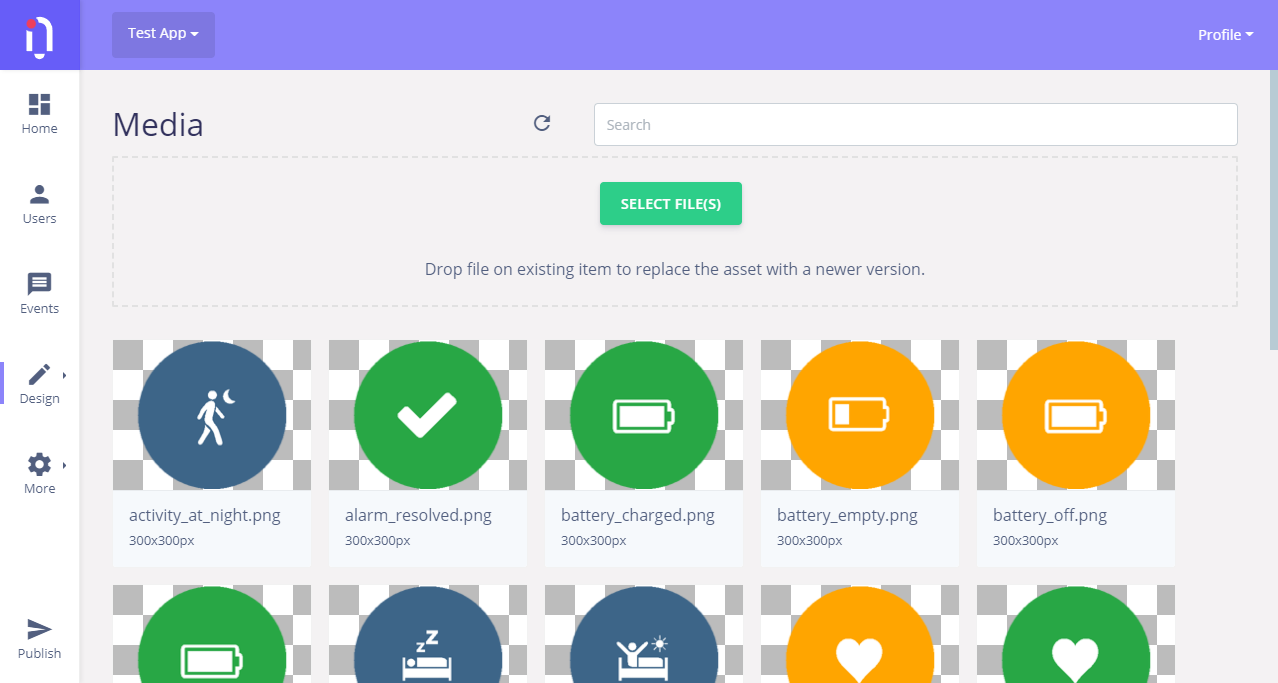 Test App
Profile
Home
Users
Events
Design
More
Publish
Media
Search
SELECT FILE(S)
Drop file on existing item to replace the asset with a newer version.
activity_at_night.png
300x300px
alarm_resolved.png
300x300px
battery_charged.png
300x300px
battery_empty.png
300x300px
battery_off.png
300x300px
z Z